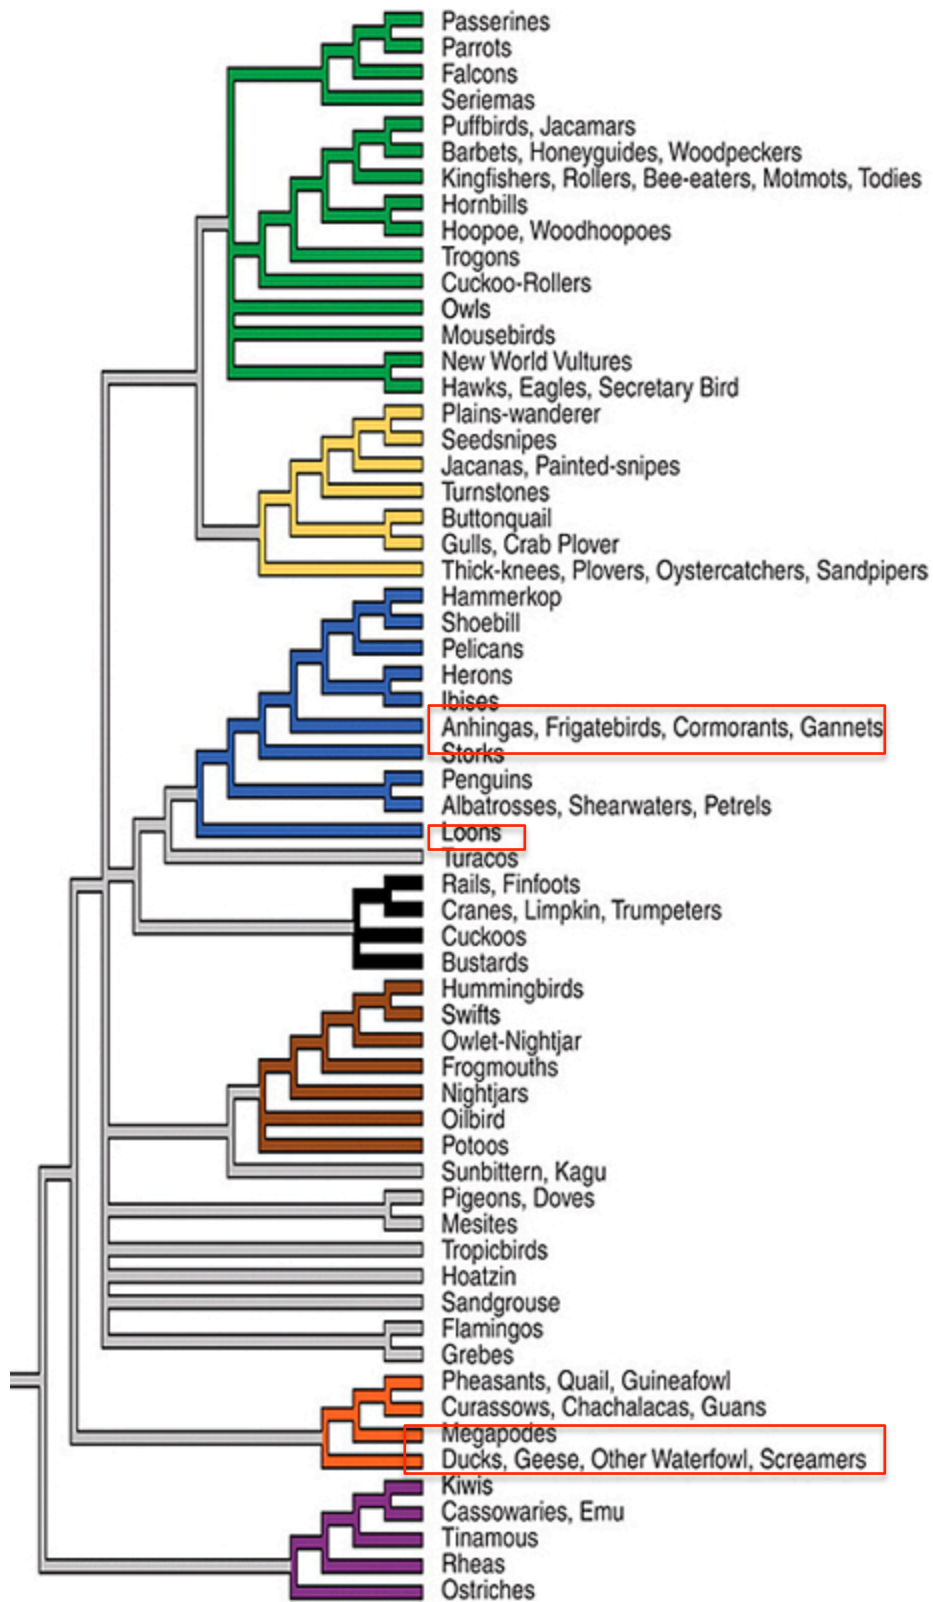 Passerines
Parrots
Falcons
Seriemas
Puffbirds, Jacamars
Barbets, Honeyguides, Woodpeckers
Kingfishers, Rollers, Bee-eaters, Motmots, Todies
Hornbills
Hoopoe, Woodhoopoes
Trogons
Cuckoo-Rollers
Owls
Mousebirds
New World Vultures
Hawks, Eagles, Secretary Bird
Plains-wanderer
Seedsnipes
Jacanas, Painted-snipes
Turnstones
Buttonquail
Gulls, Crab Plover
Thick-knees, Plovers, Oystercatchers, Sandpipers
Hammerkop
Shoebill
Pelicans
Herons
Ibises
Anhingas, Frigatebirds, Cormorants, Gannets
Storks
Penguins
Albatrosses, Shearwaters, Petrels
Loons
Turacos
Rails, Finfoots
Cranes, Limpkin, Trumpeters
Cuckoos
Bustards
Hummingbirds
Swifts
Owlet-Nightjar
Frogmouths
Nightjars
Oilbird
Potoos
Sunbittern, Kagu
Pigeons, Doves
Mesites
Tropicbirds
Hoatzin
Sandgrouse
Flamingos
Grebes
Pheasants, Quail, Guineafowl
Curassows, Chachalacas, Guans
Megapodes
Ducks, Geese, Other Waterfowl, Screamers
Kiwis
Cassowaries, Emu
Tinamous
Rheas
Ostriches